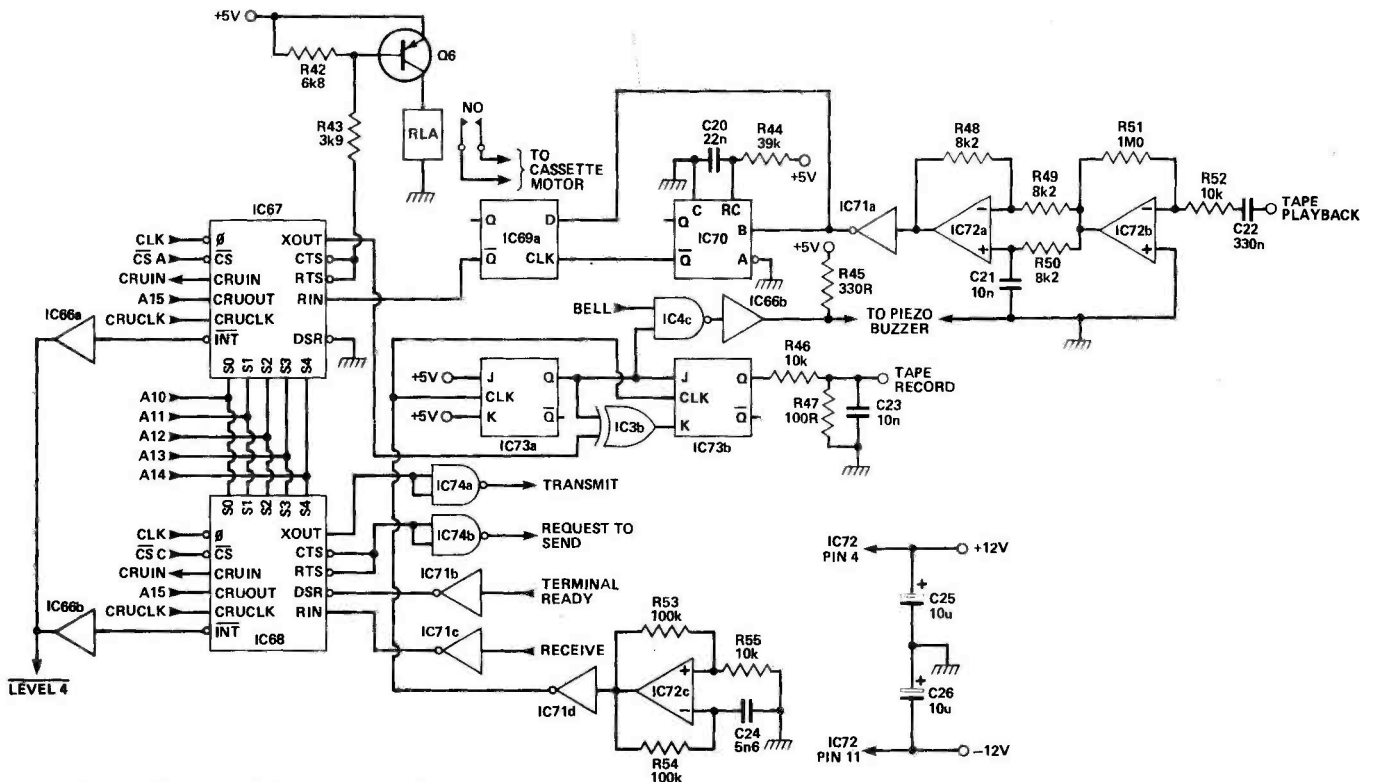 +5V
R42
6k8
Q6
R43
3k9
RLA
NO
TO
CASSETTE
MOTOR
C20
22n
R44
39k
+5V
R48
8k2
R51
1M0
R49
8k2
R52
10k
TAPE
PLAYBACK
C22
330n
IC71a
IC72a
IC72b
R50
8k2
C21
10n
Q
D
IC69a
Q
CLK
C
RC
Q
IC70
B
Q
A
+5V
R45
330R
IC67
CLK
CS A
CRUIN
A15
CRUCLK
Ø
CS
CRUIN
CRUOUT
CRUCLK
INT
XOUT
CTS
RTS
RIN
DSR
S0
S1
S2
S3
S4
IC66a
BELL
IC4c
IC66b
TO PIEZO
BUZZER
+5V
+5V
J
CLK
K
Q
Q
IC73a
IC3b
J
CLK
K
Q
Q
IC73b
R46
10k
R47
100R
C23
10n
TAPE
RECORD
A10
A11
A12
A13
A14
S0
S1
S2
S3
S4
CLK
CS C
CRUIN
A15
CRUCLK
Ø
CS
CRUIN
CRUOUT
CRUCLK
INT
XOUT
CTS
RTS
DSR
RIN
IC68
IC66b
LEVEL 4
IC74a
TRANSMIT
IC74b
REQUEST TO
SEND
IC71b
TERMINAL
READY
IC71c
RECEIVE
IC71d
R53
100k
R55
10k
IC72c
C24
5n6
R54
100k
IC72
PIN 4
+12V
+
C25
10u
+
C26
10u
IC72
PIN 11
–12V